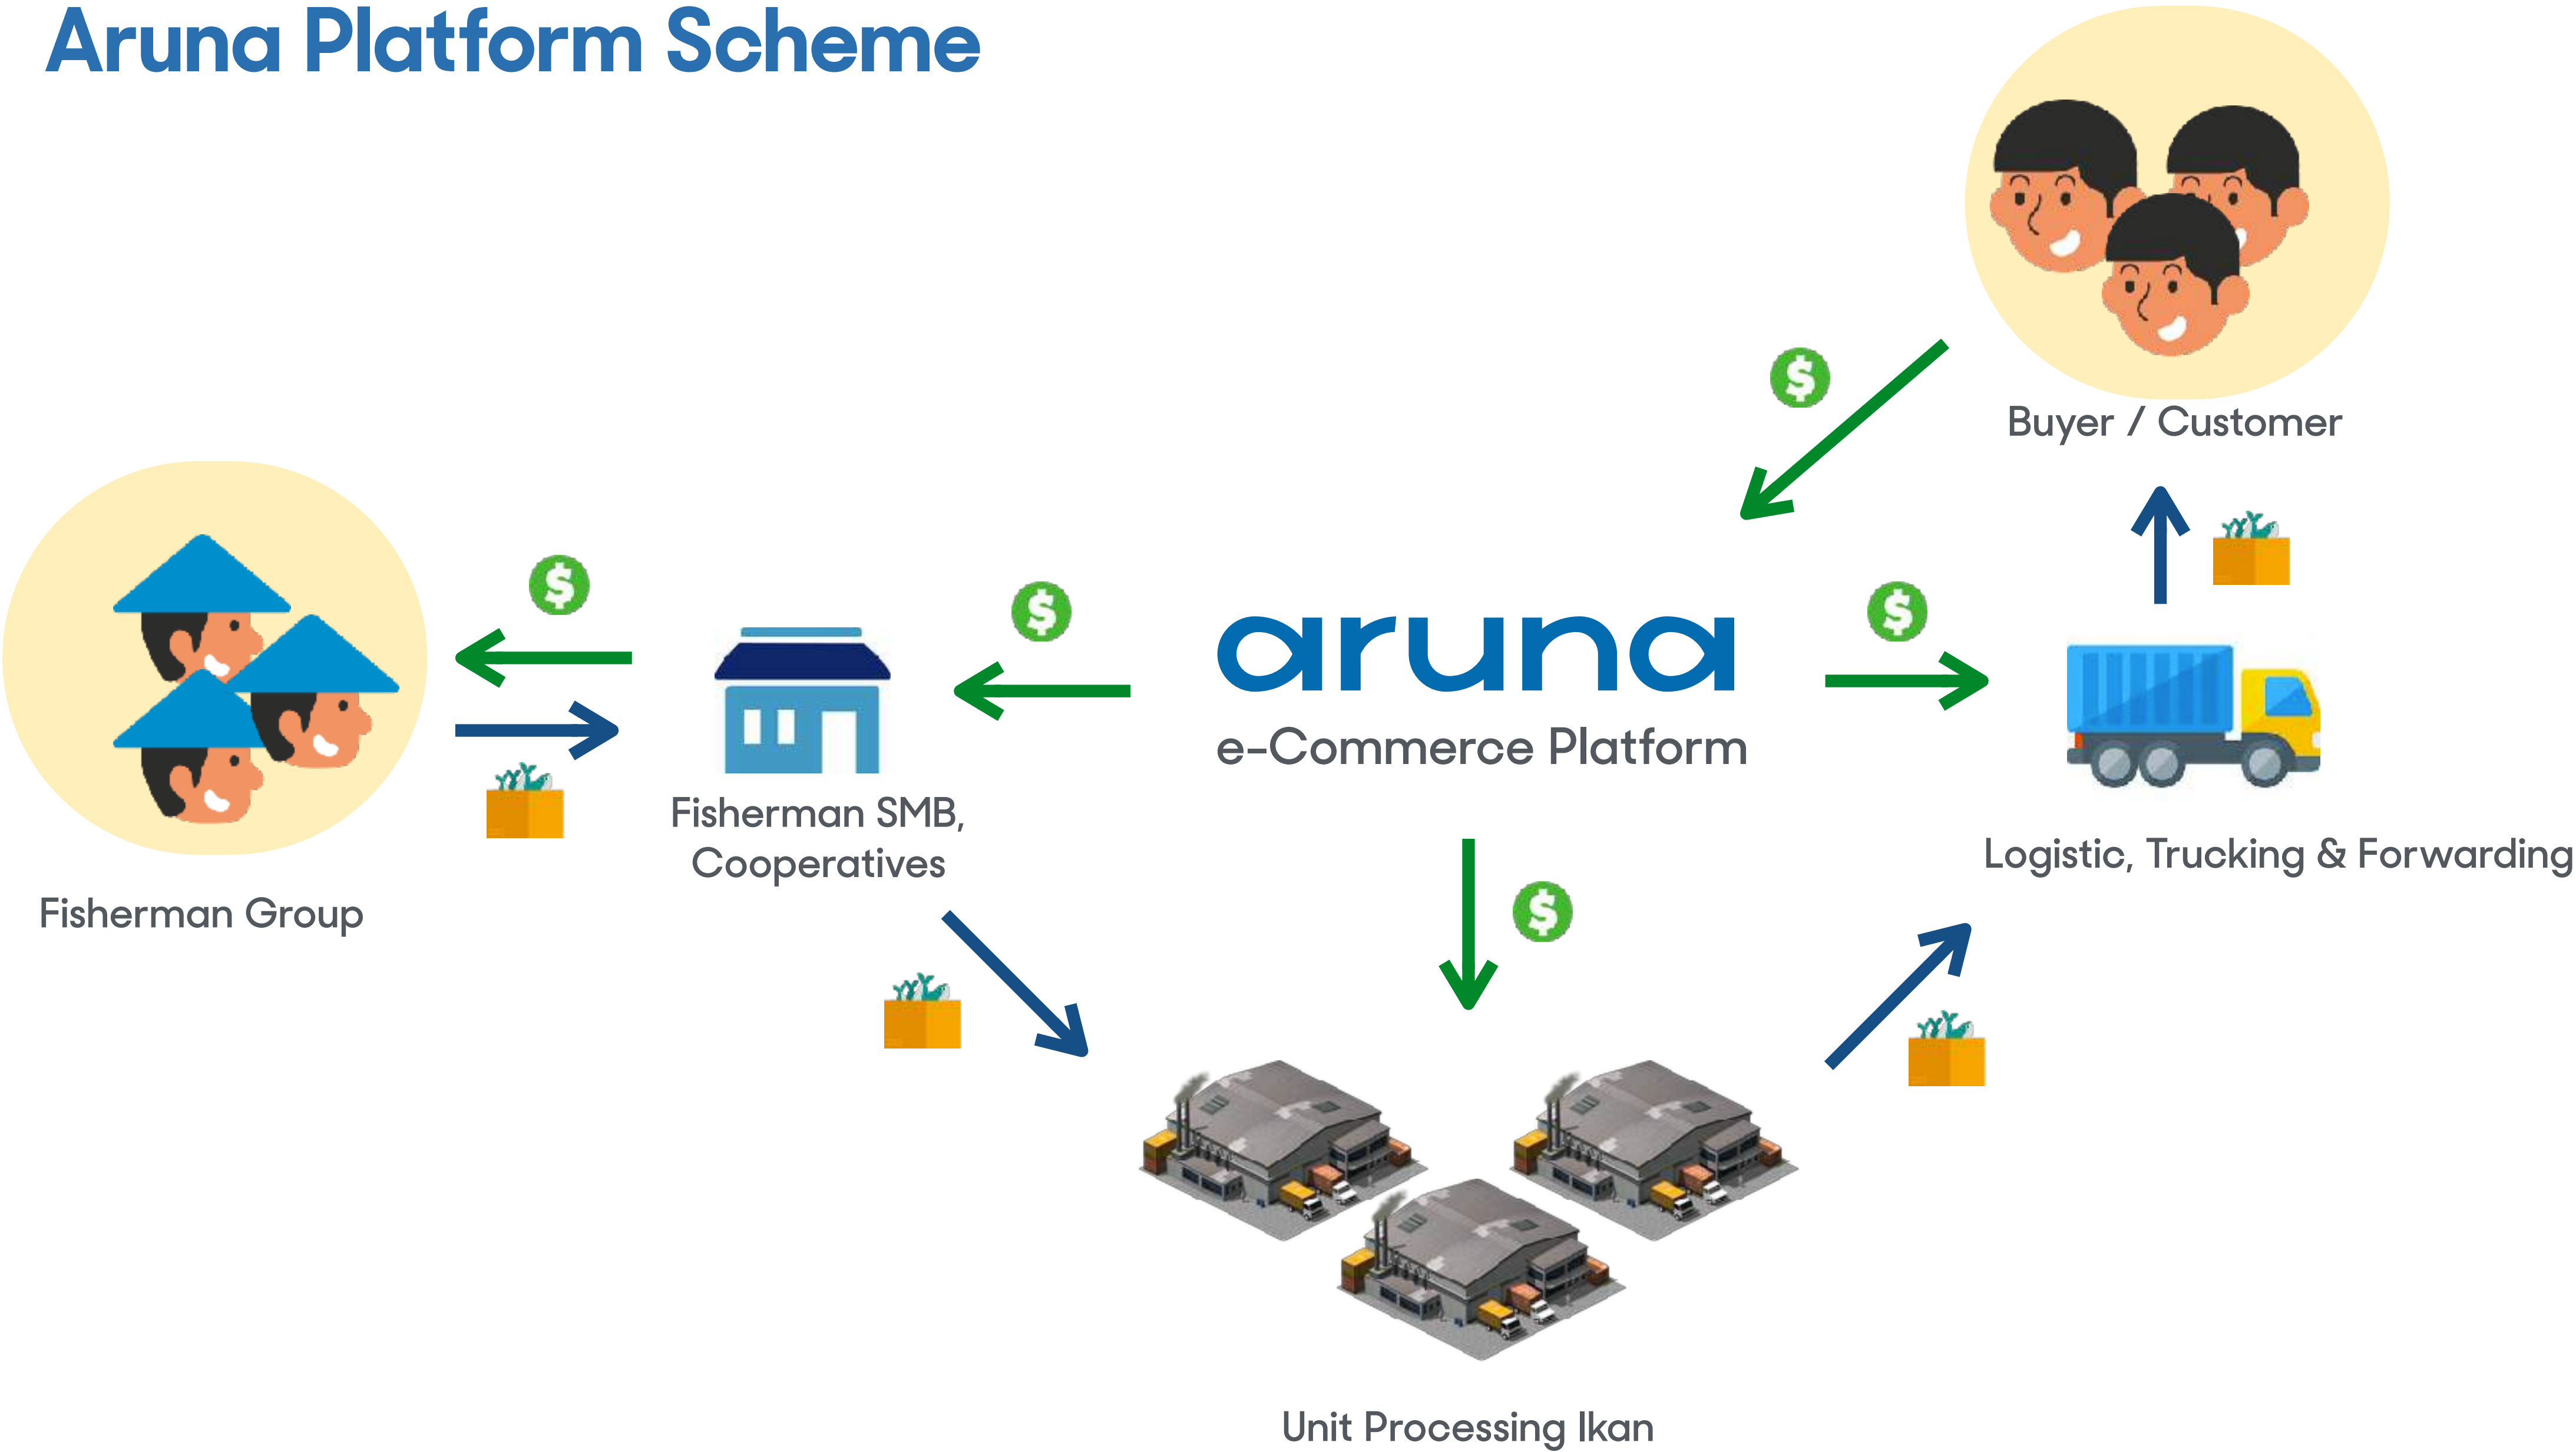 Aruna Platform Scheme
Buyer / Customer
$
$
$
$
aruna
e-Commerce Platform
Fisherman SMB,
Cooperatives
Logistic, Trucking & Forwarding
Fisherman Group
$
Unit Processing Ikan